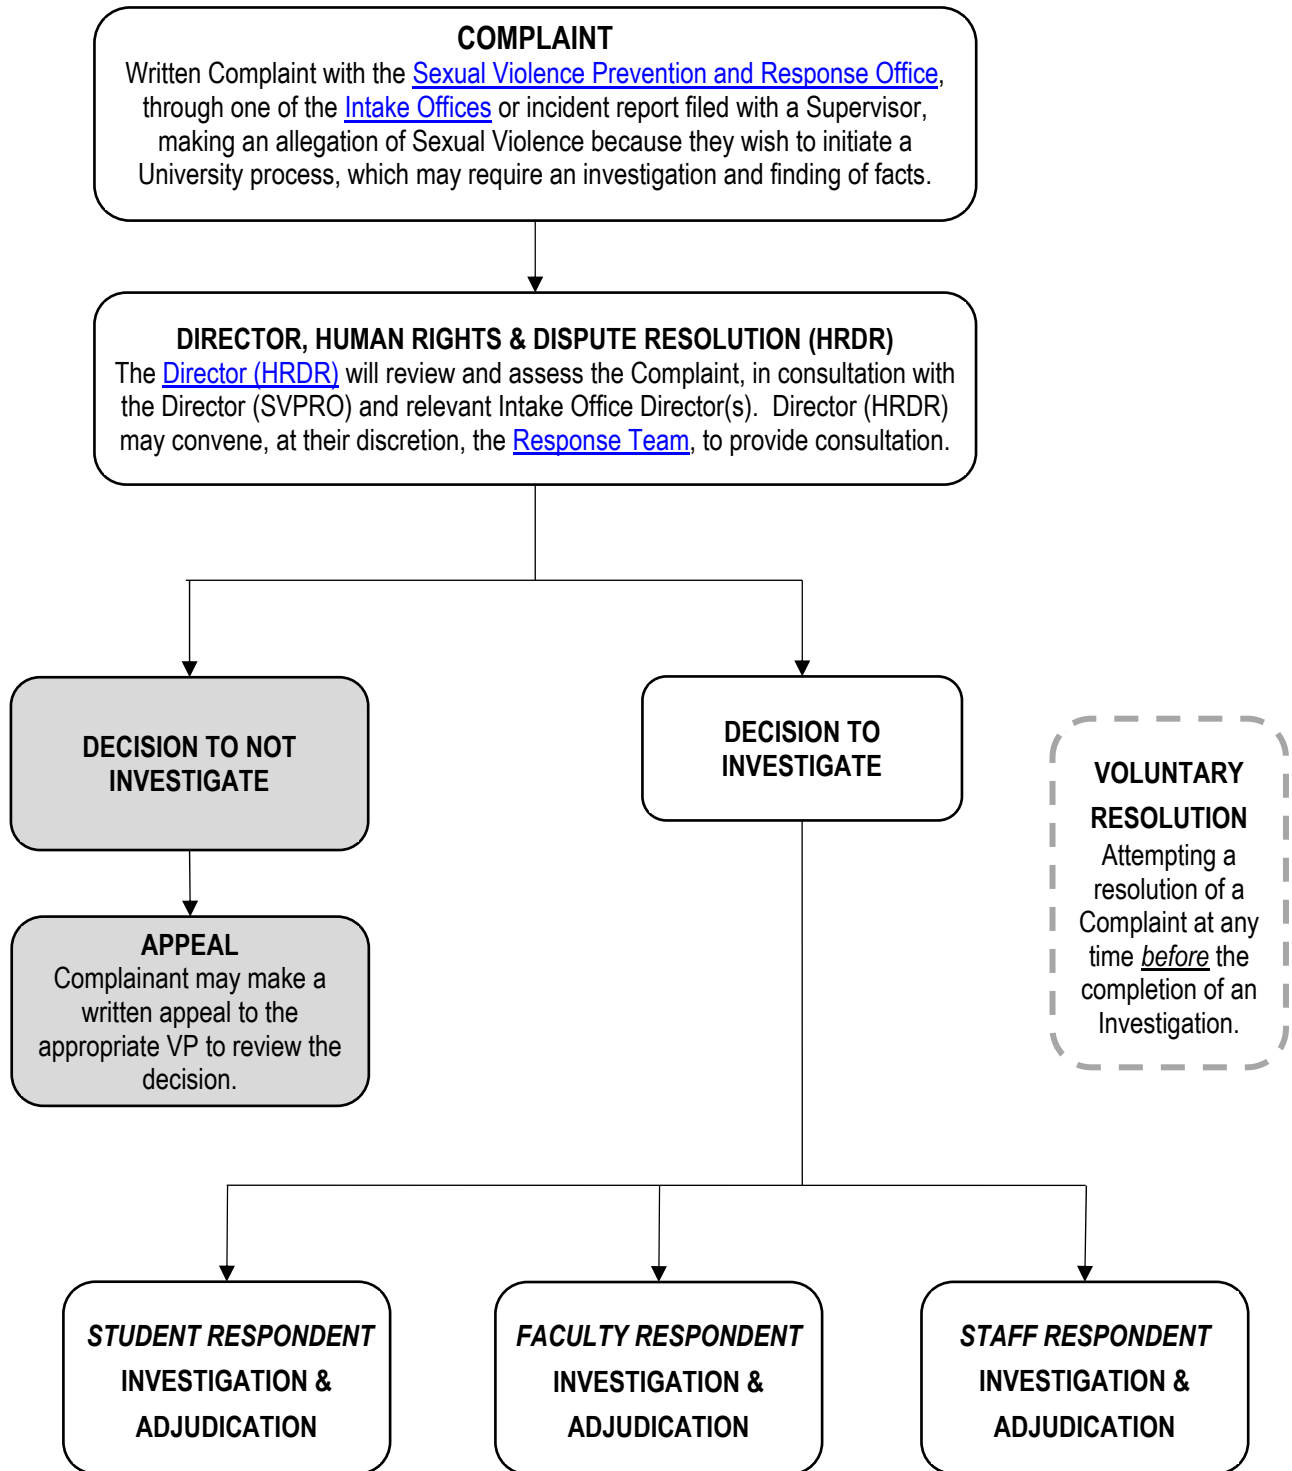 COMPLAINT
Written Complaint with the Sexual Violence Prevention and Response Office,
through one of the Intake Offices or incident report filed with a Supervisor,
making an allegation of Sexual Violence because they wish to initiate a
University process, which may require an investigation and finding of facts.
DIRECTOR, HUMAN RIGHTS & DISPUTE RESOLUTION (HRDR)
The Director (HRDR) will review and assess the Complaint, in consultation with
the Director (SVPRO) and relevant Intake Office Director(s).  Director (HRDR)
may convene, at their discretion, the Response Team, to provide consultation.
DECISION TO NOT
INVESTIGATE
DECISION TO
INVESTIGATE
VOLUNTARY
RESOLUTION
Attempting a
resolution of a
Complaint at any
time before the
completion of an
Investigation.
APPEAL
Complainant may make a
written appeal to the
appropriate VP to review the
decision.
STUDENT RESPONDENT
INVESTIGATION &
ADJUDICATION
FACULTY RESPONDENT
INVESTIGATION &
ADJUDICATION
STAFF RESPONDENT
INVESTIGATION &
ADJUDICATION